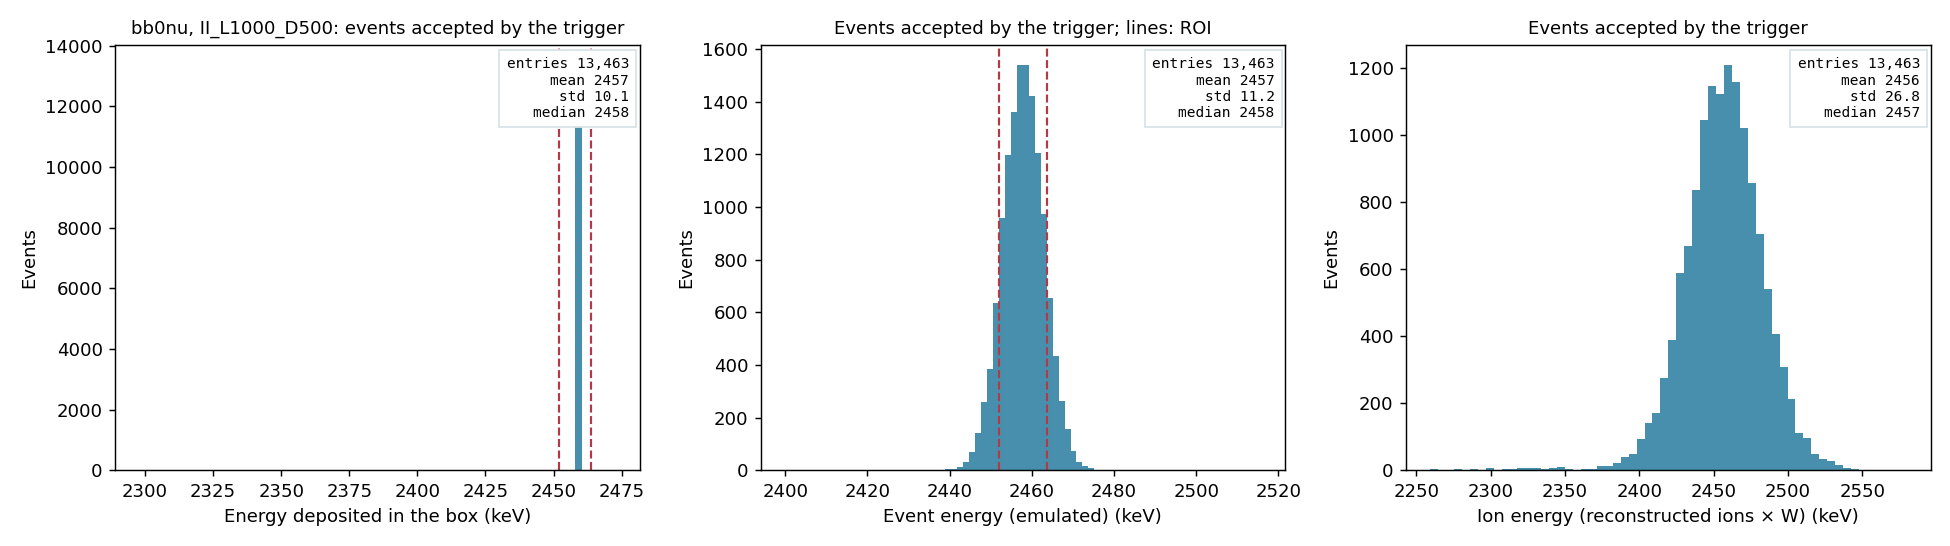 bb0nu, II_L1000_D500: events accepted by the trigger
14000
12000
10000
8000
6000
4000
2000
0
Events
entries 13,463
mean 2457
std 10.1
median 2458
2300 2325 2350 2375 2400 2425 2450 2475
Energy deposited in the box (keV)
Events accepted by the trigger; lines: ROI
1600
1400
1200
1000
800
600
400
200
0
Events
entries 13,463
mean 2457
std 11.2
median 2458
2400 2420 2440 2460 2480 2500 2520
Event energy (emulated) (keV)
Events accepted by the trigger
1200
1000
800
600
400
200
0
Events
entries 13,463
mean 2456
std 26.8
median 2457
2250 2300 2350 2400 2450 2500 2550
Ion energy (reconstructed ions × W) (keV)